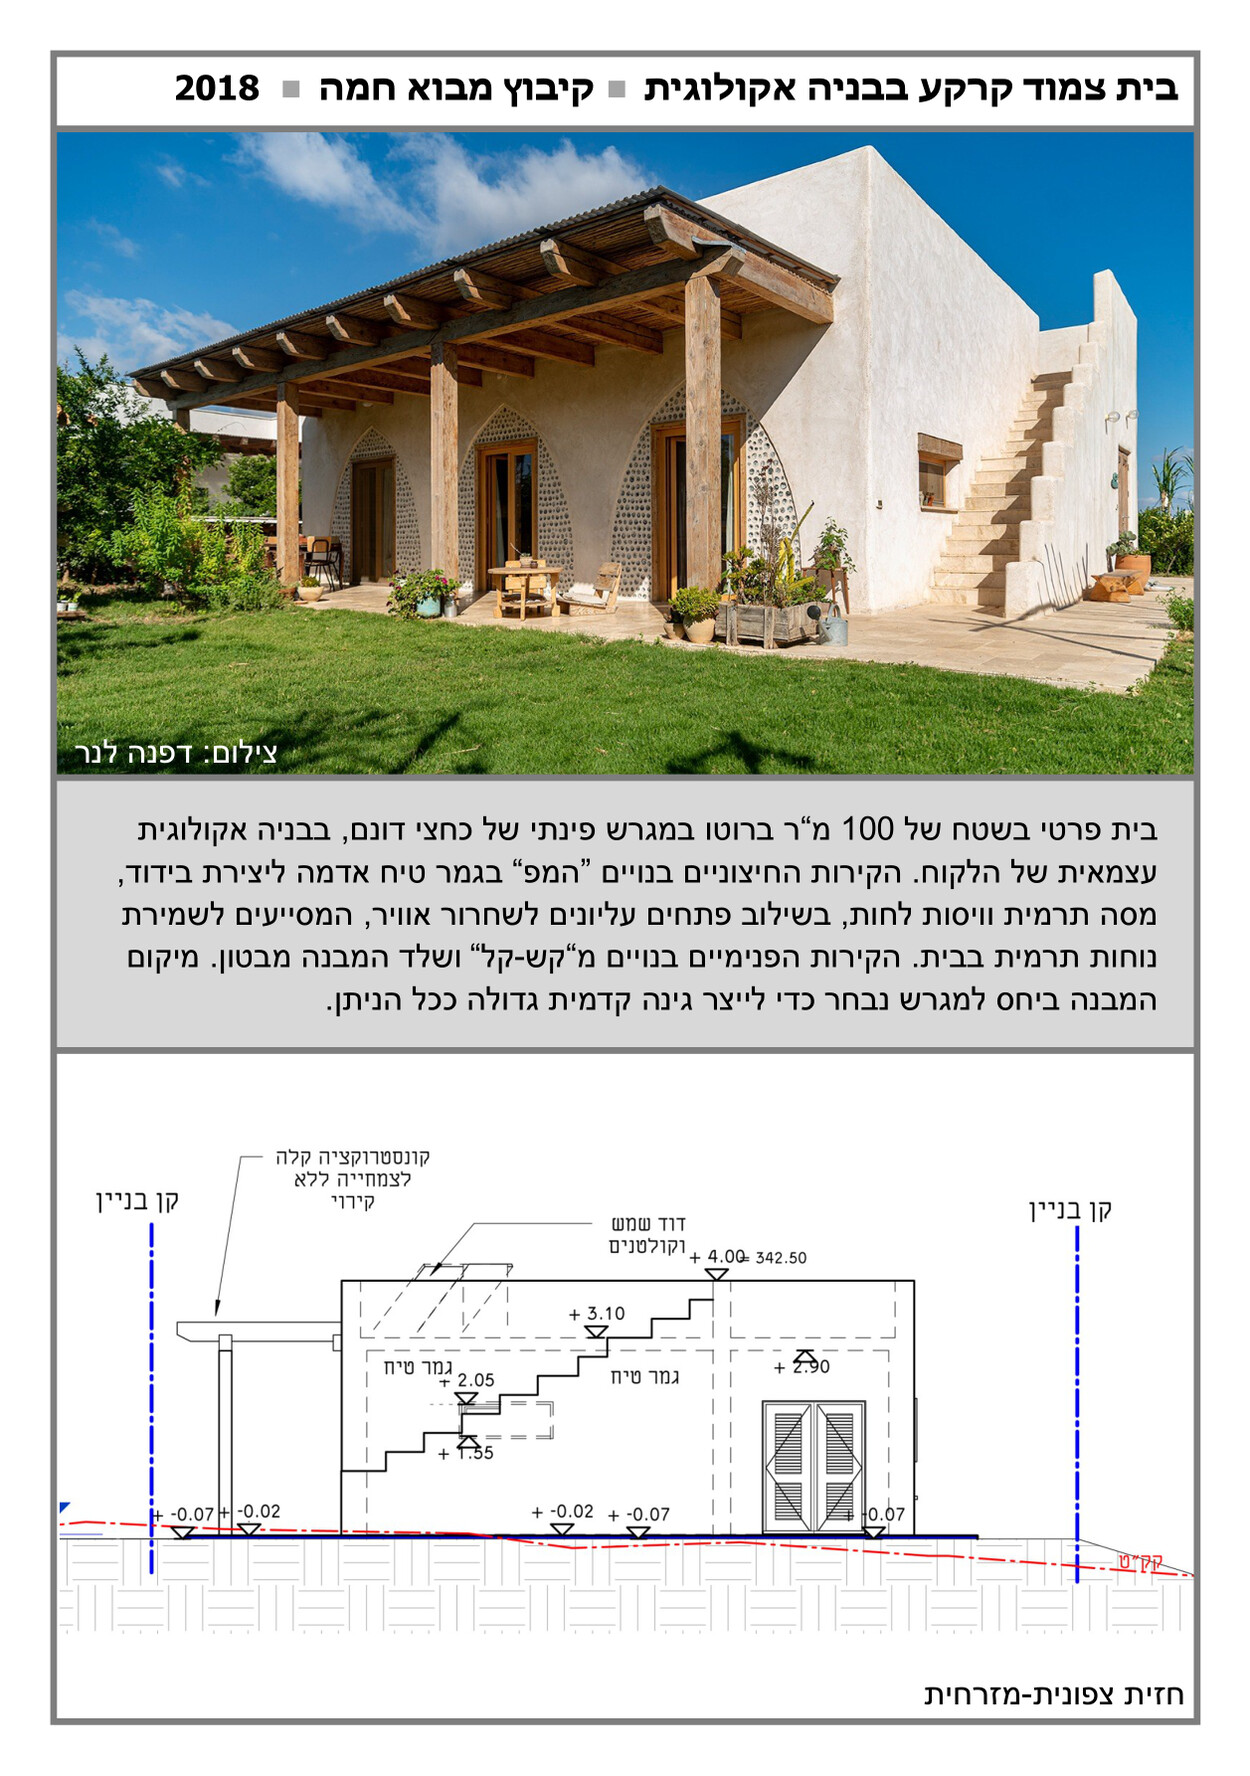 בית צמוד קרקע בבניה אקולוגית ▪ קיבוץ מבוא חמה ▪ 2018
צילום: דפנה לנר
בית פרטי בשטח של 100 מ“ר ברוטו במגרש פינתי של כחצי דונם, בבניה אקולוגית
עצמאית של הלקוח. הקירות החיצוניים בנויים ”המפ“ בגמר טיח אדמה ליצירת בידוד,
מסה תרמית וויסות לחות, בשילוב פתחים עליונים לשחרור אוויר, המסייעים לשמירת
נוחות תרמית בבית. הקירות הפנימיים בנויים מ“קש-קל“ ושלד המבנה מבטון. מיקום
המבנה ביחס למגרש נבחר כדי לייצר גינה קדמית גדולה ככל הניתן.
קונסטרוקציה קלה
לצמחייה ללא
קירוי
קו בניין
קו בניין
דוד שמש
וקולטנים
+ 4.00 = 342.50
+ 3.10
גמר טיח
גמר טיח
+ 2.90
+ 2.05
+ 1.55
+ -0.07
+ -0.02
+ -0.02
+ -0.07
+ -0.07
קק״ט
חזית צפונית-מזרחית